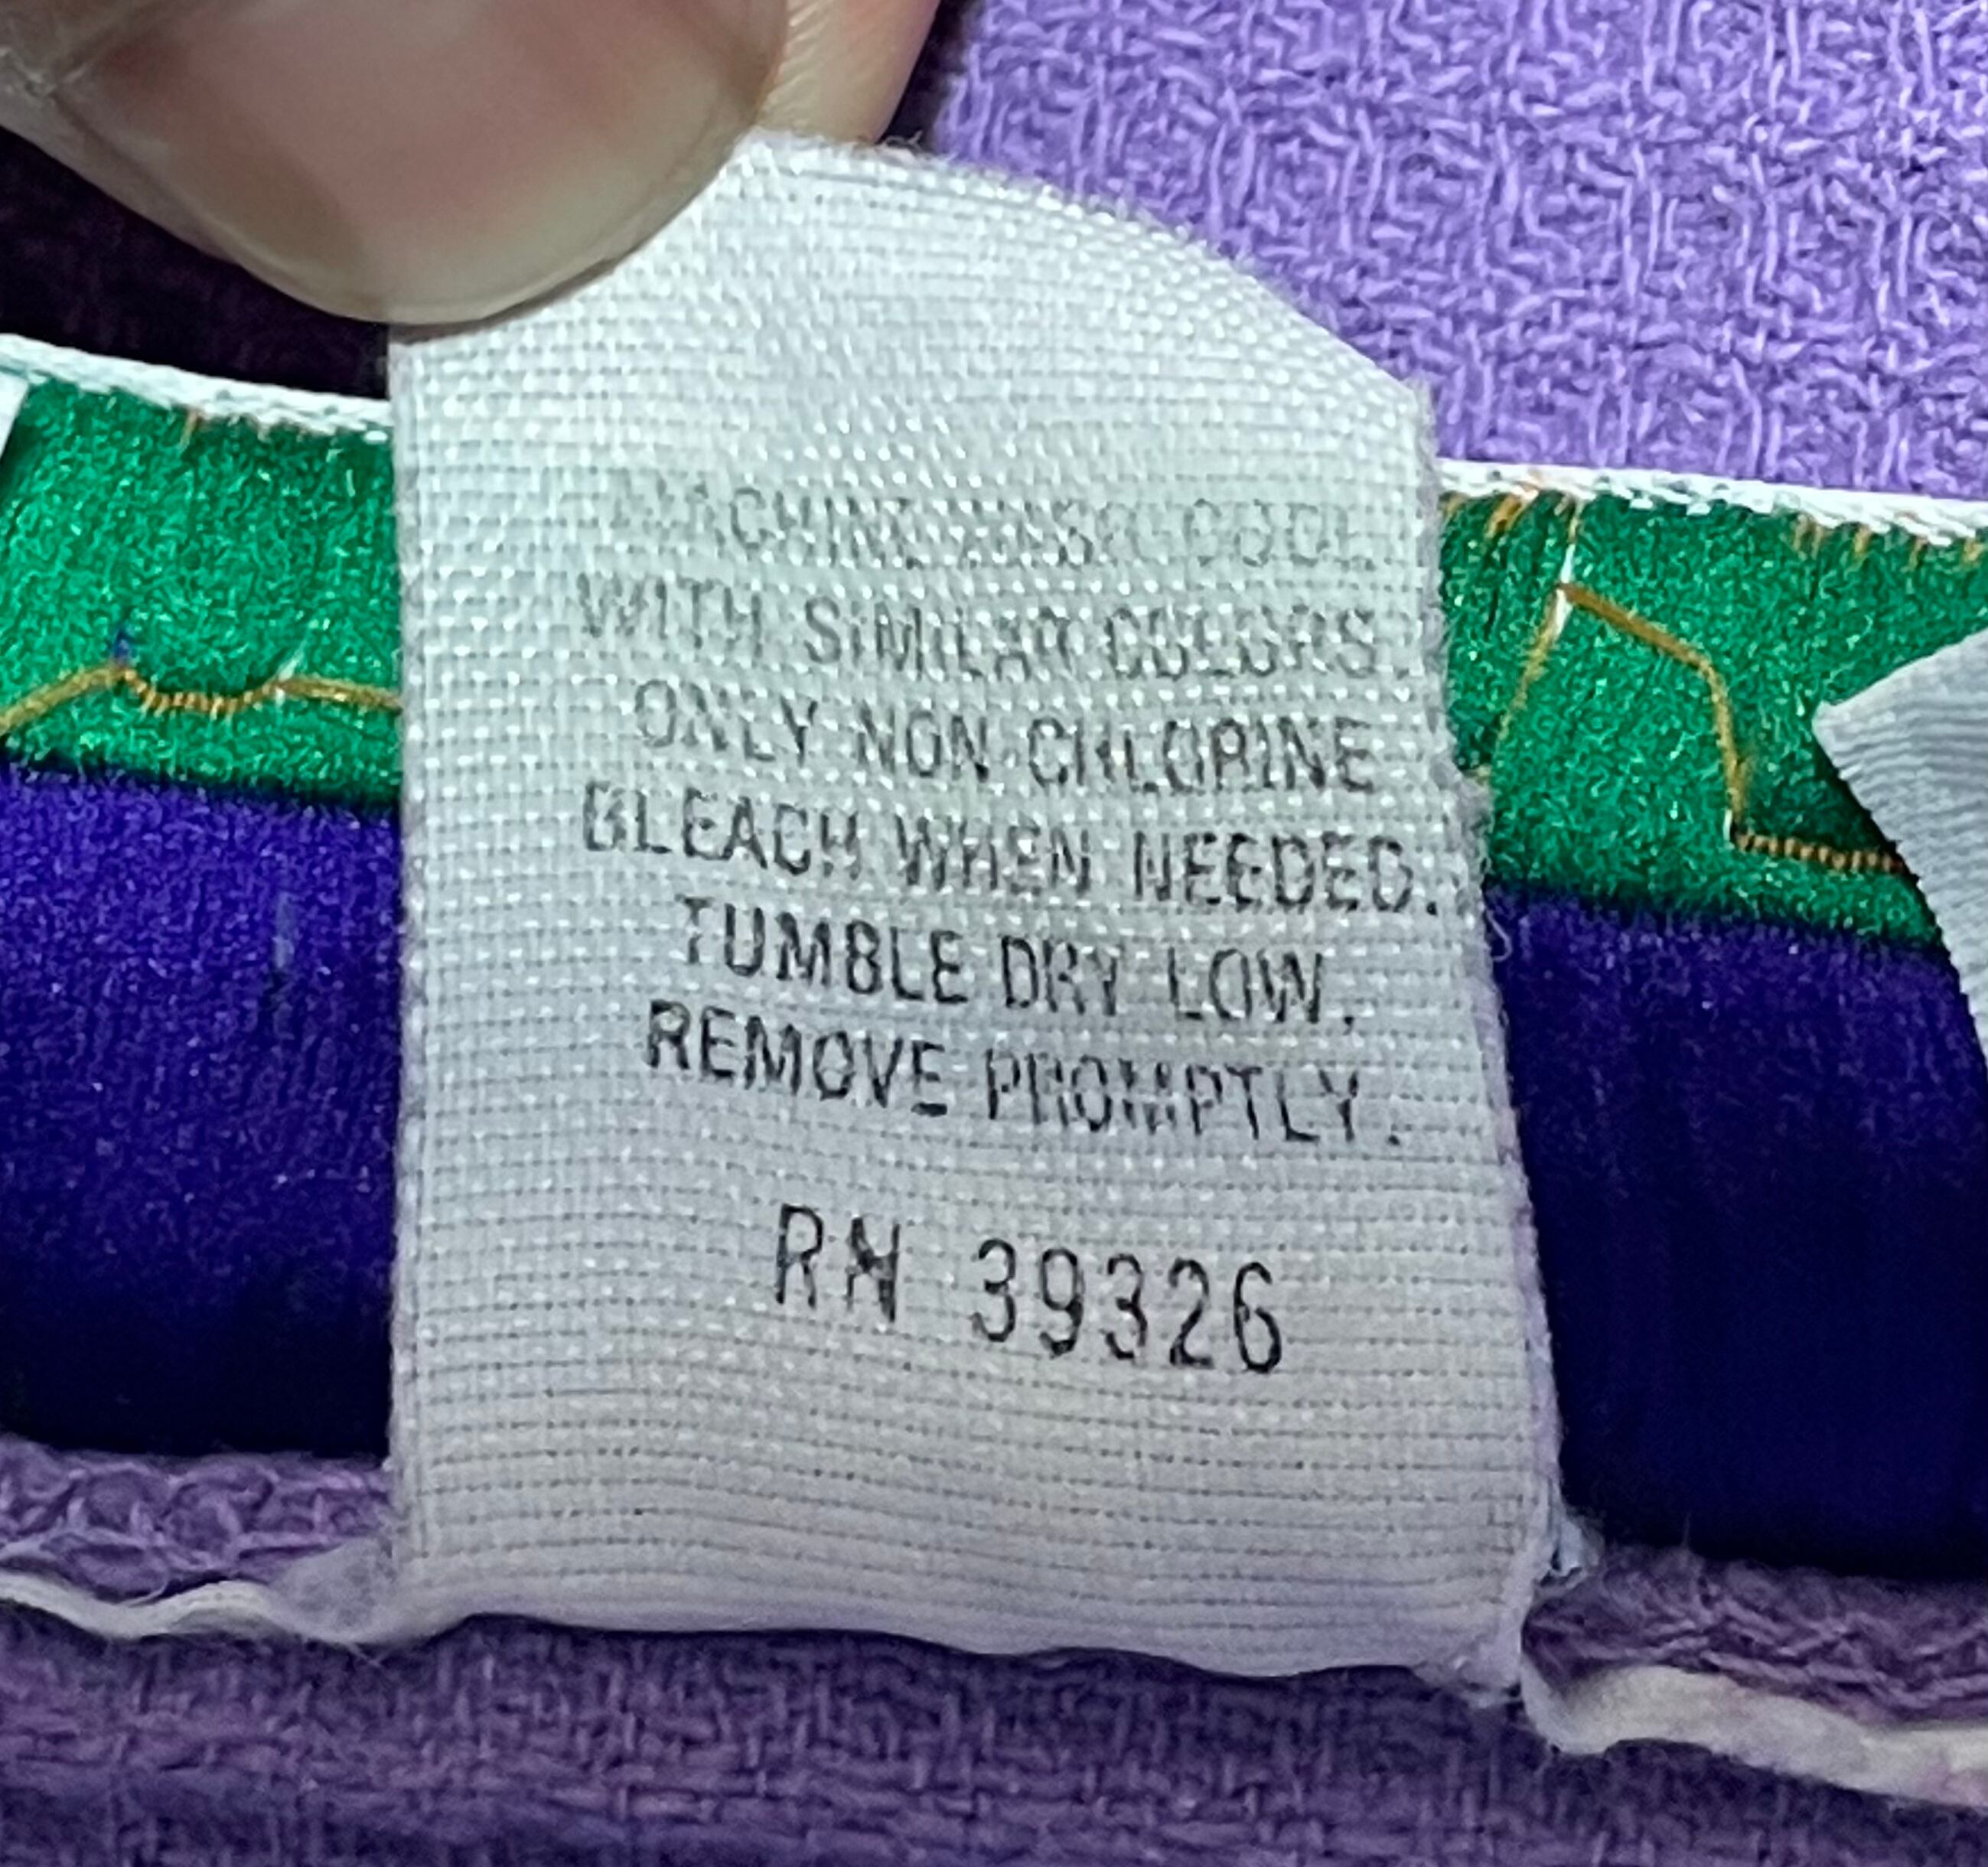 MACHINE WASH COOL
WITH SIMILAR COLORS.
ONLY NON CHLORINE
BLEACH WHEN NEEDED.
TUMBLE DRY LOW.
REMOVE PROMPTLY.
RN 39326